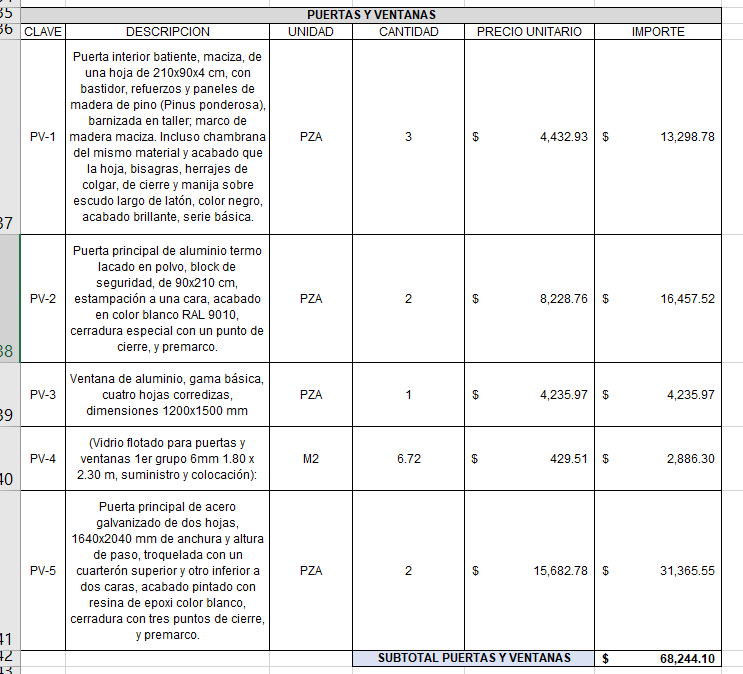 35
PUERTAS Y VENTANAS
36
CLAVE DESCRIPCION UNIDAD CANTIDAD PRECIO UNITARIO IMPORTE
Puerta interior batiente, maciza, de
una hoja de 210x90x4 cm, con
bastidor, refuerzos y paneles de
madera de pino (Pinus ponderosa),
barnizada en taller; marco de
PV-1 madera maciza. Incluso chambrana PZA 3 $ 4,432.93 $ 13,298.78
del mismo material y acabado que
la hoja, bisagras, herrajes de
colgar, de cierre y manija sobre
escudo largo de latón, color negro,
acabado brillante, serie básica.
37
Puerta principal de aluminio termo
lacado en polvo, block de
seguridad, de 90x210 cm,
PV-2 estampación a una cara, acabado PZA 2 $ 8,228.76 $ 16,457.52
en color blanco RAL 9010,
cerradura especial con un punto de
cierre, y premarco.
38
Ventana de aluminio, gama básica,
PV-3 cuatro hojas corredizas, PZA 1 $ 4,235.97 $ 4,235.97
dimensiones 1200x1500 mm
39
(Vidrio flotado para puertas y
PV-4 ventanas 1er grupo 6mm 1.80 x M2 6.72 $ 429.51 $ 2,886.30
2.30 m, suministro y colocación):
40
Puerta principal de acero
galvanizado de dos hojas,
1640x2040 mm de anchura y altura
de paso, troquelada con un
PV-5 cuarterón superior y otro inferior a PZA 2 $ 15,682.78 $ 31,365.55
dos caras, acabado pintado con
resina de epoxi color blanco,
cerradura con tres puntos de cierre,
y premarco.
41
42 SUBTOTAL PUERTAS Y VENTANAS $ 68,244.10
43